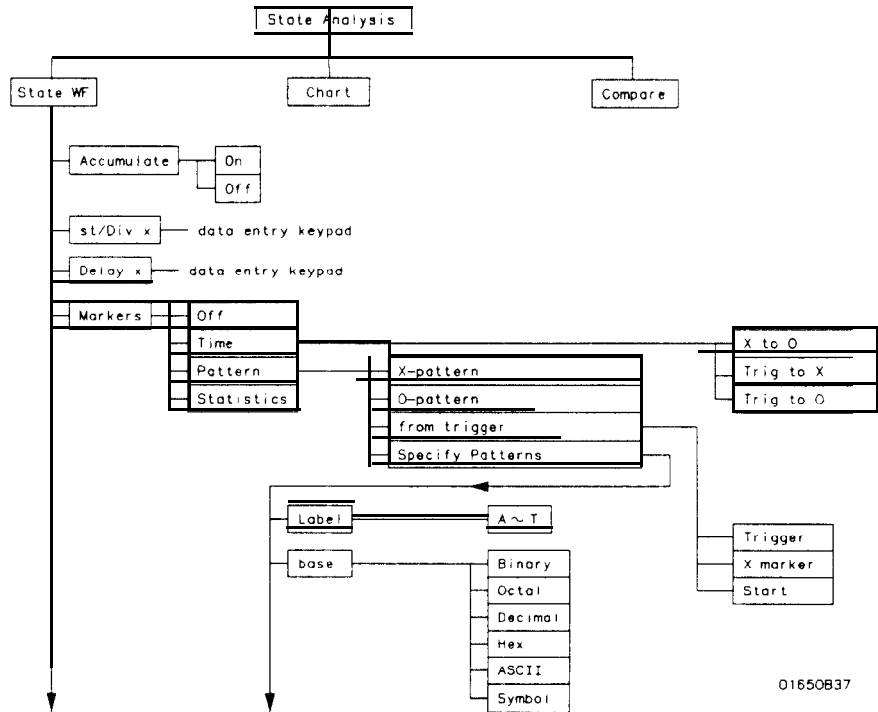 State Analysis
State WF
Chart
Compare
Accumulate
On
Off
st/Div x
data entry keypad
Delay x
data entry keypad
Markers
Off
Time
Pattern
Statistics
X-pattern
O-pattern
from trigger
Specify Patterns
X to O
Trig to X
Trig to O
Label
A ~ T
base
Binary
Octal
Decimal
Hex
ASCII
Symbol
Trigger
X marker
Start
01650B37